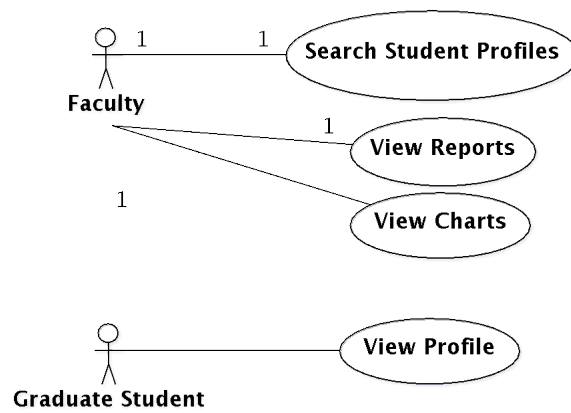 1 1
Search Student Profiles
Faculty
1
View Reports
1
View Charts
View Profile
Graduate Student